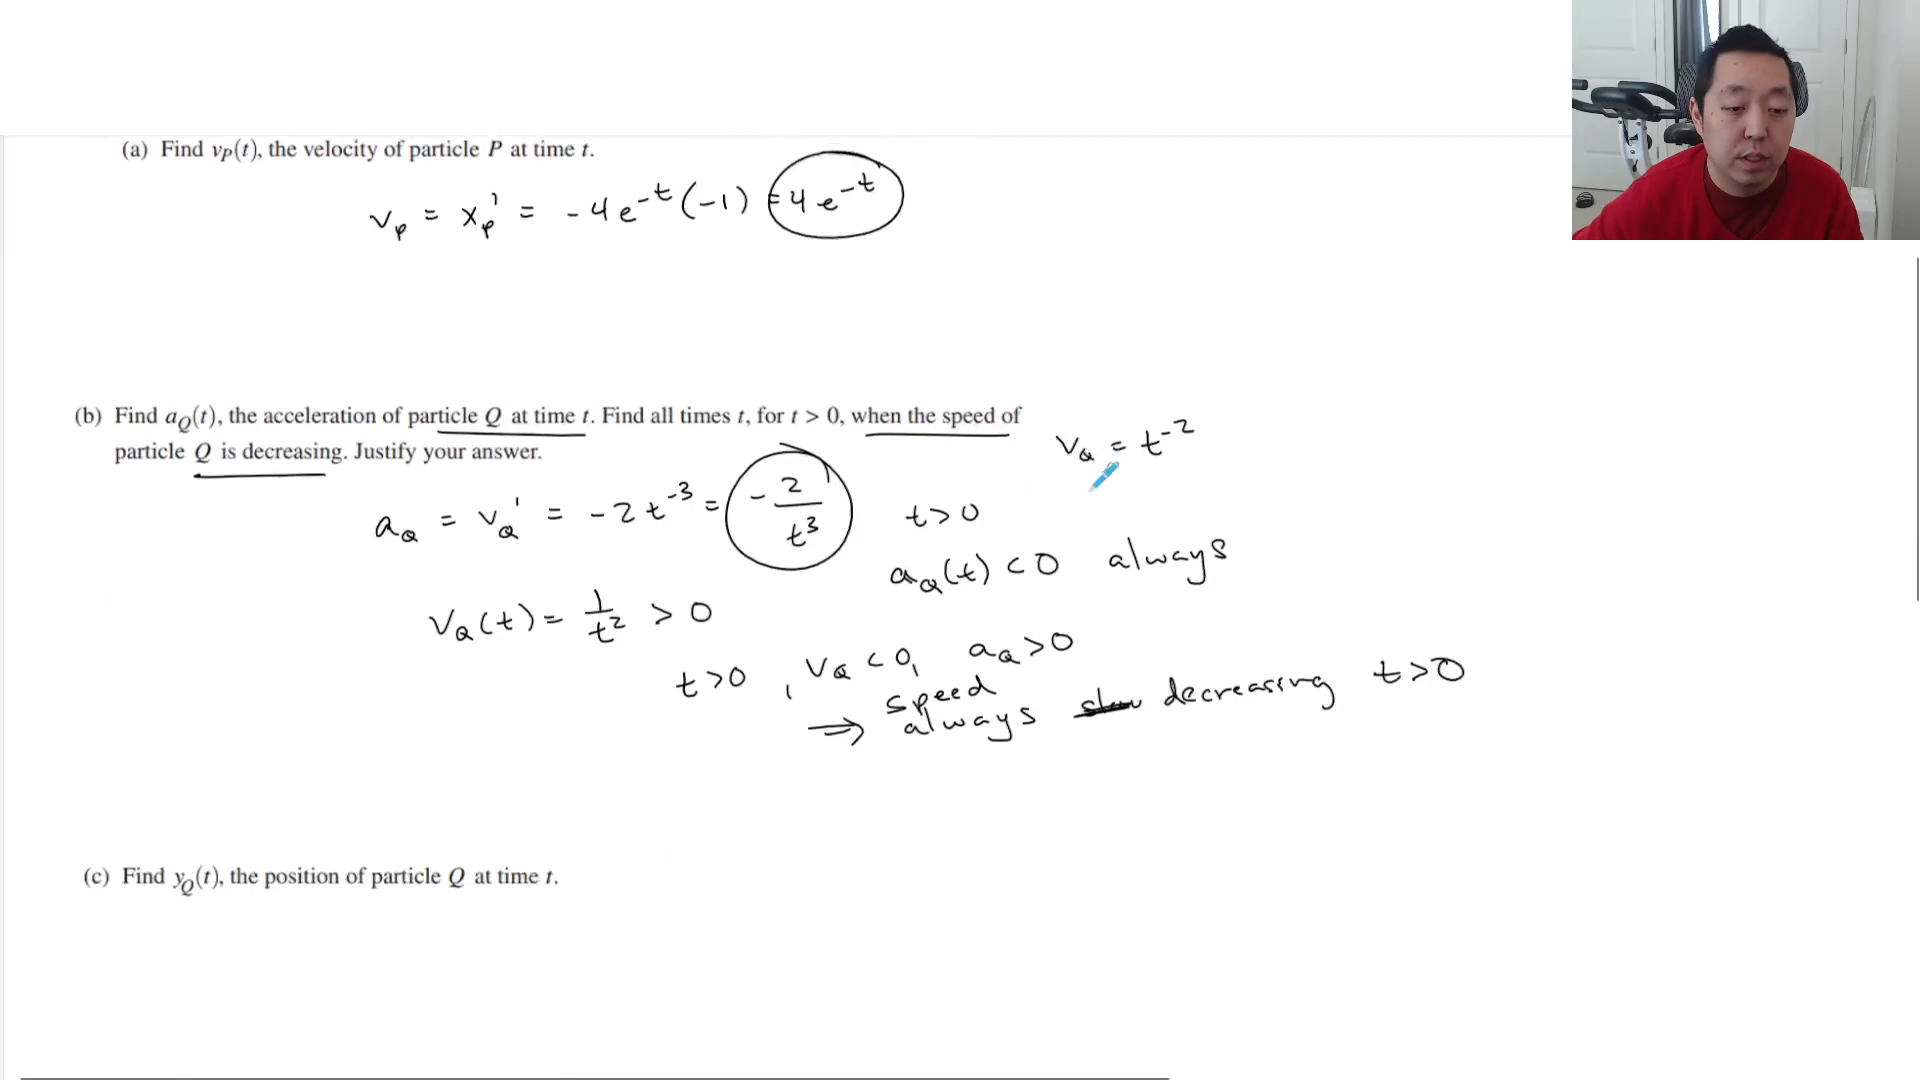 (a) Find v_P(t), the velocity of particle P at time t.
v_P = x_P' = -4e^{-t}(-1) = 4e^{-t}
(b) Find a_Q(t), the acceleration of particle Q at time t. Find all times t, for t > 0, when the speed of
particle Q is decreasing. Justify your answer.
v_Q = t^{-2}
a_Q = v_Q' = -2t^{-3} = -2/t^3
t>0
a_Q(t) < 0 always
V_Q(t) = 1/t^2 > 0
t>0, V_Q < 0, a_Q > 0
⇒ speed always decreasing t>0
(c) Find y_Q(t), the position of particle Q at time t.